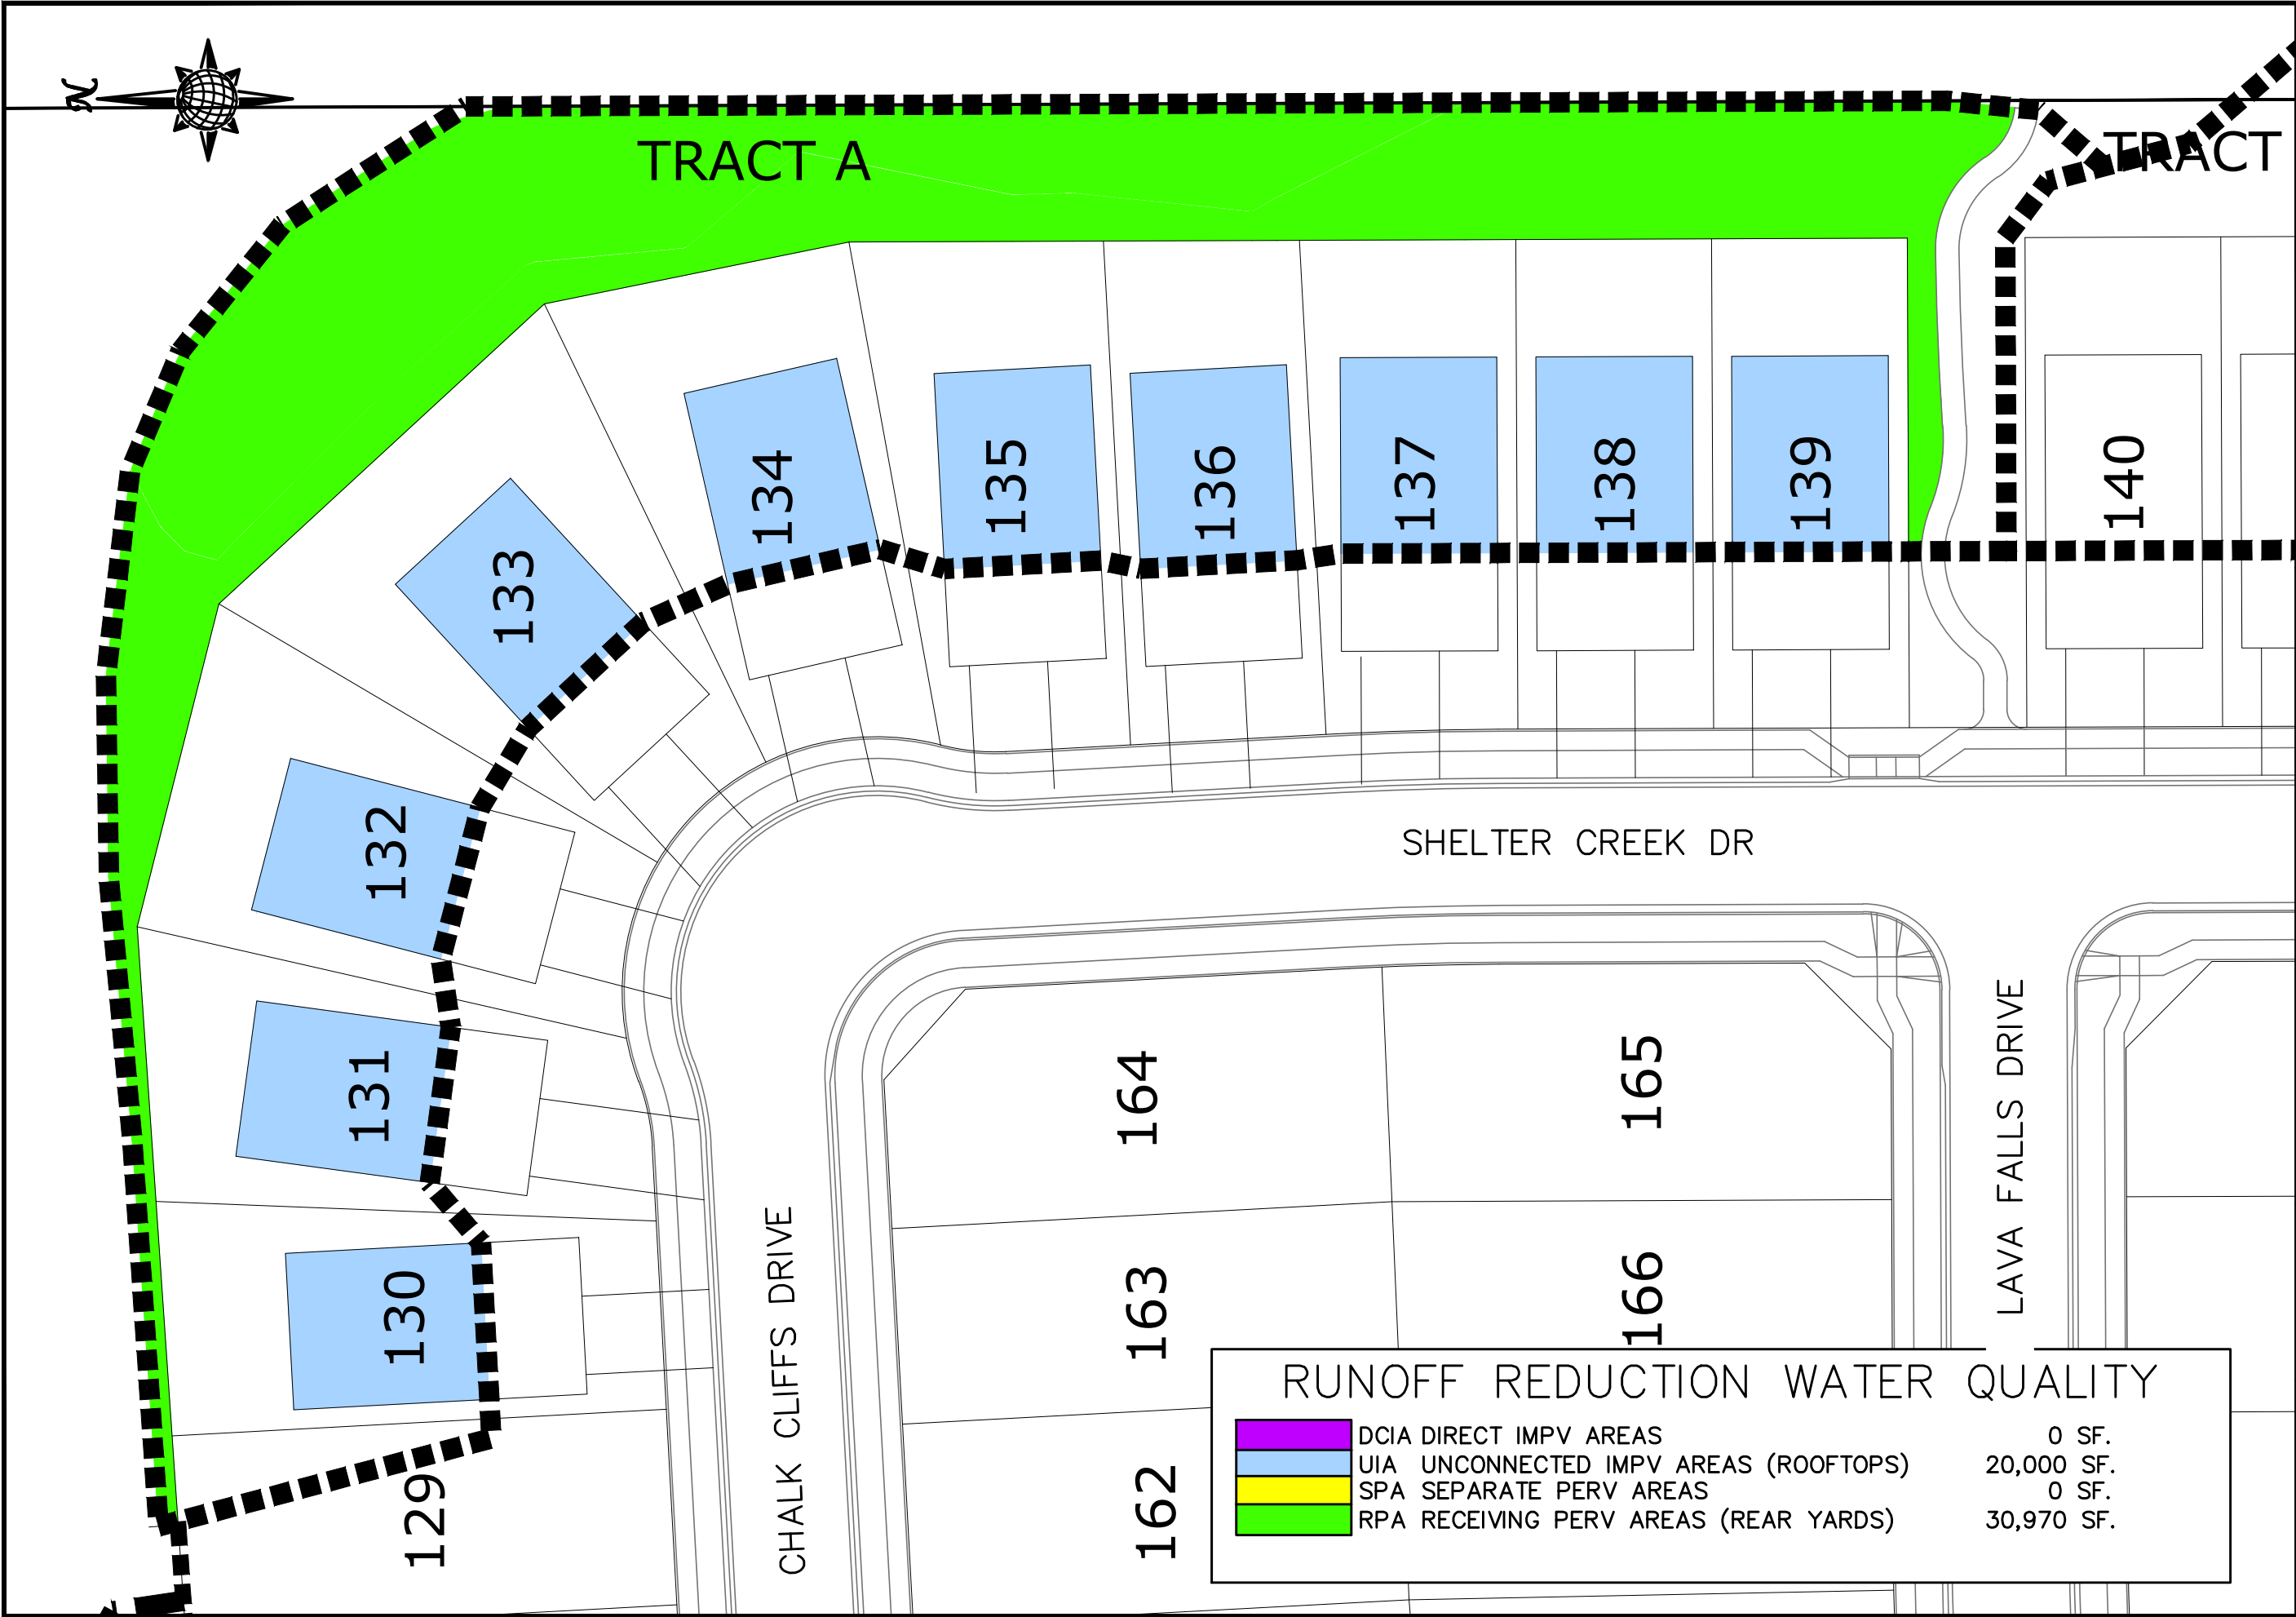 N
TRACT A
TRACT
134
135
136
137
138
139
140
133
132
131
130
129
SHELTER CREEK DR
CHALK CLIFFS DRIVE
LAVA FALLS DRIVE
164
165
163
166
162
RUNOFF REDUCTION WATER QUALITY
DCIA DIRECT IMPV AREAS 0 SF.
UIA UNCONNECTED IMPV AREAS (ROOFTOPS) 20,000 SF.
SPA SEPARATE PERV AREAS 0 SF.
RPA RECEIVING PERV AREAS (REAR YARDS) 30,970 SF.